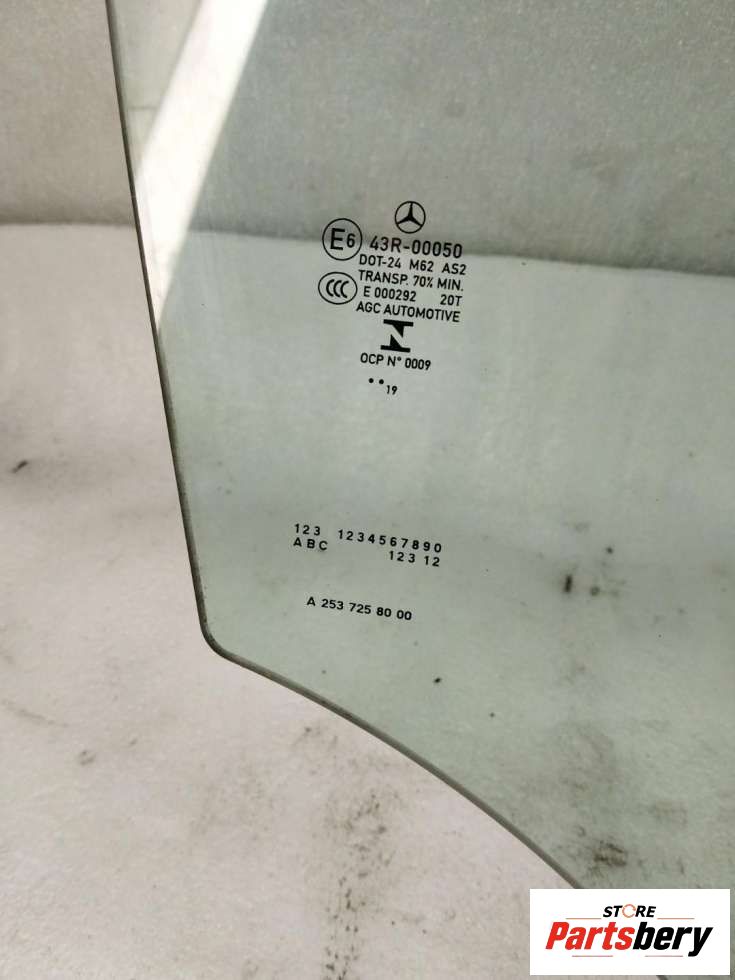 E6 43R-00050
DOT-24 M62 AS2
TRANSP. 70% MIN.
CCC E 000292 20T
AGC AUTOMOTIVE
N
OCP N° 0009
•• 19
123 1234567890
ABC 123 12
A 253 725 80 00
STORE
Partsbery